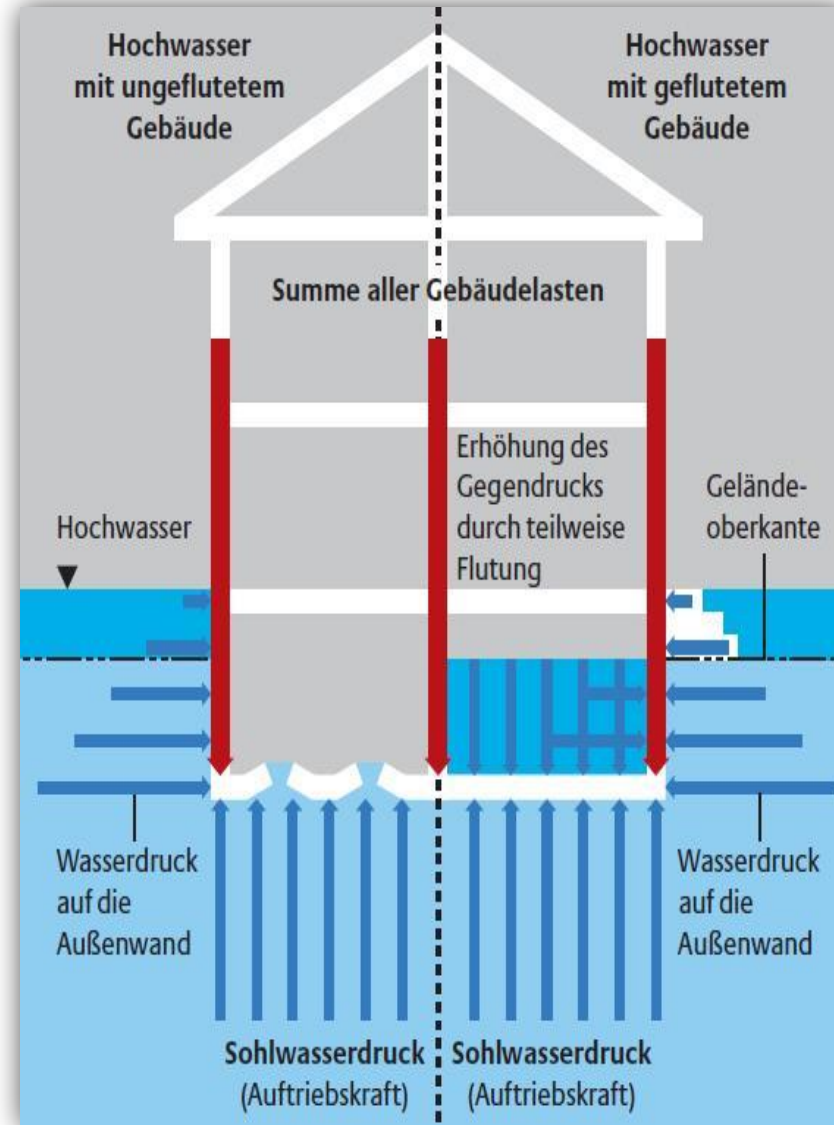 Hochwasser
mit ungeflutetem
Gebäude
Hochwasser
mit geflutetem
Gebäude
Summe aller Gebäudelasten
Erhöhung des
Gegendrucks
durch teilweise
Flutung
Hochwasser
Gelände-
oberkante
Wasserdruck
auf die
Außenwand
Wasserdruck
auf die
Außenwand
Sohlwasserdruck
(Auftriebskraft)
Sohlwasserdruck
(Auftriebskraft)